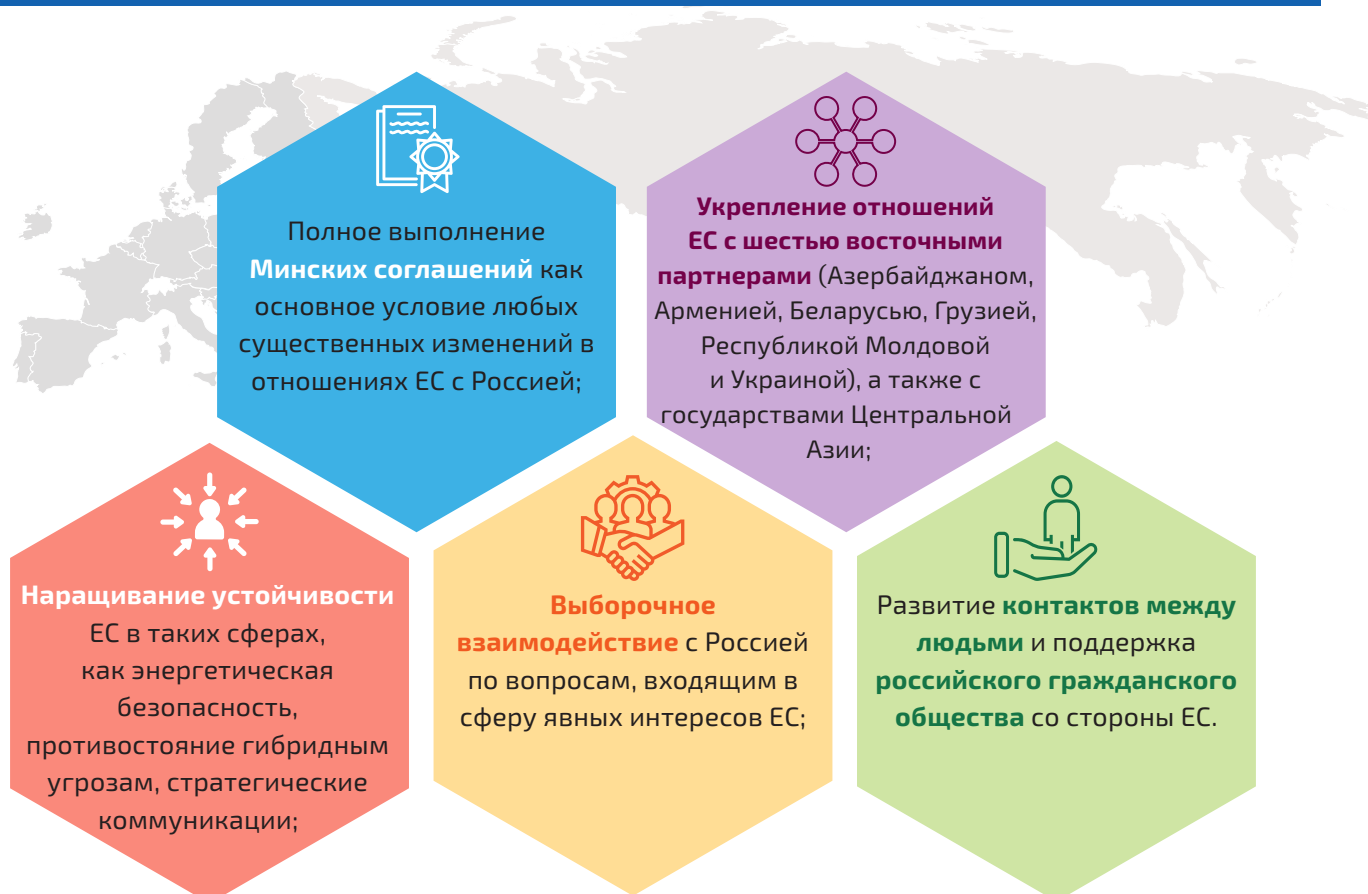 Полное выполнение
Минских соглашений как
основное условие любых
существенных изменений в
отношениях ЕС с Россией;
Укрепление отношений
ЕС с шестью восточными
партнерами (Азербайджаном,
Арменией, Беларусью, Грузией,
Республикой Молдовой
и Украиной), а также с
государствами Центральной
Азии;
Наращивание устойчивости
ЕС в таких сферах,
как энергетическая
безопасность,
противостояние гибридным
угрозам, стратегические
коммуникации;
Выборочное
взаимодействие с Россией
по вопросам, входящим в
сферу явных интересов ЕС;
Развитие контактов между
людьми и поддержка
российского гражданского
общества со стороны ЕС.